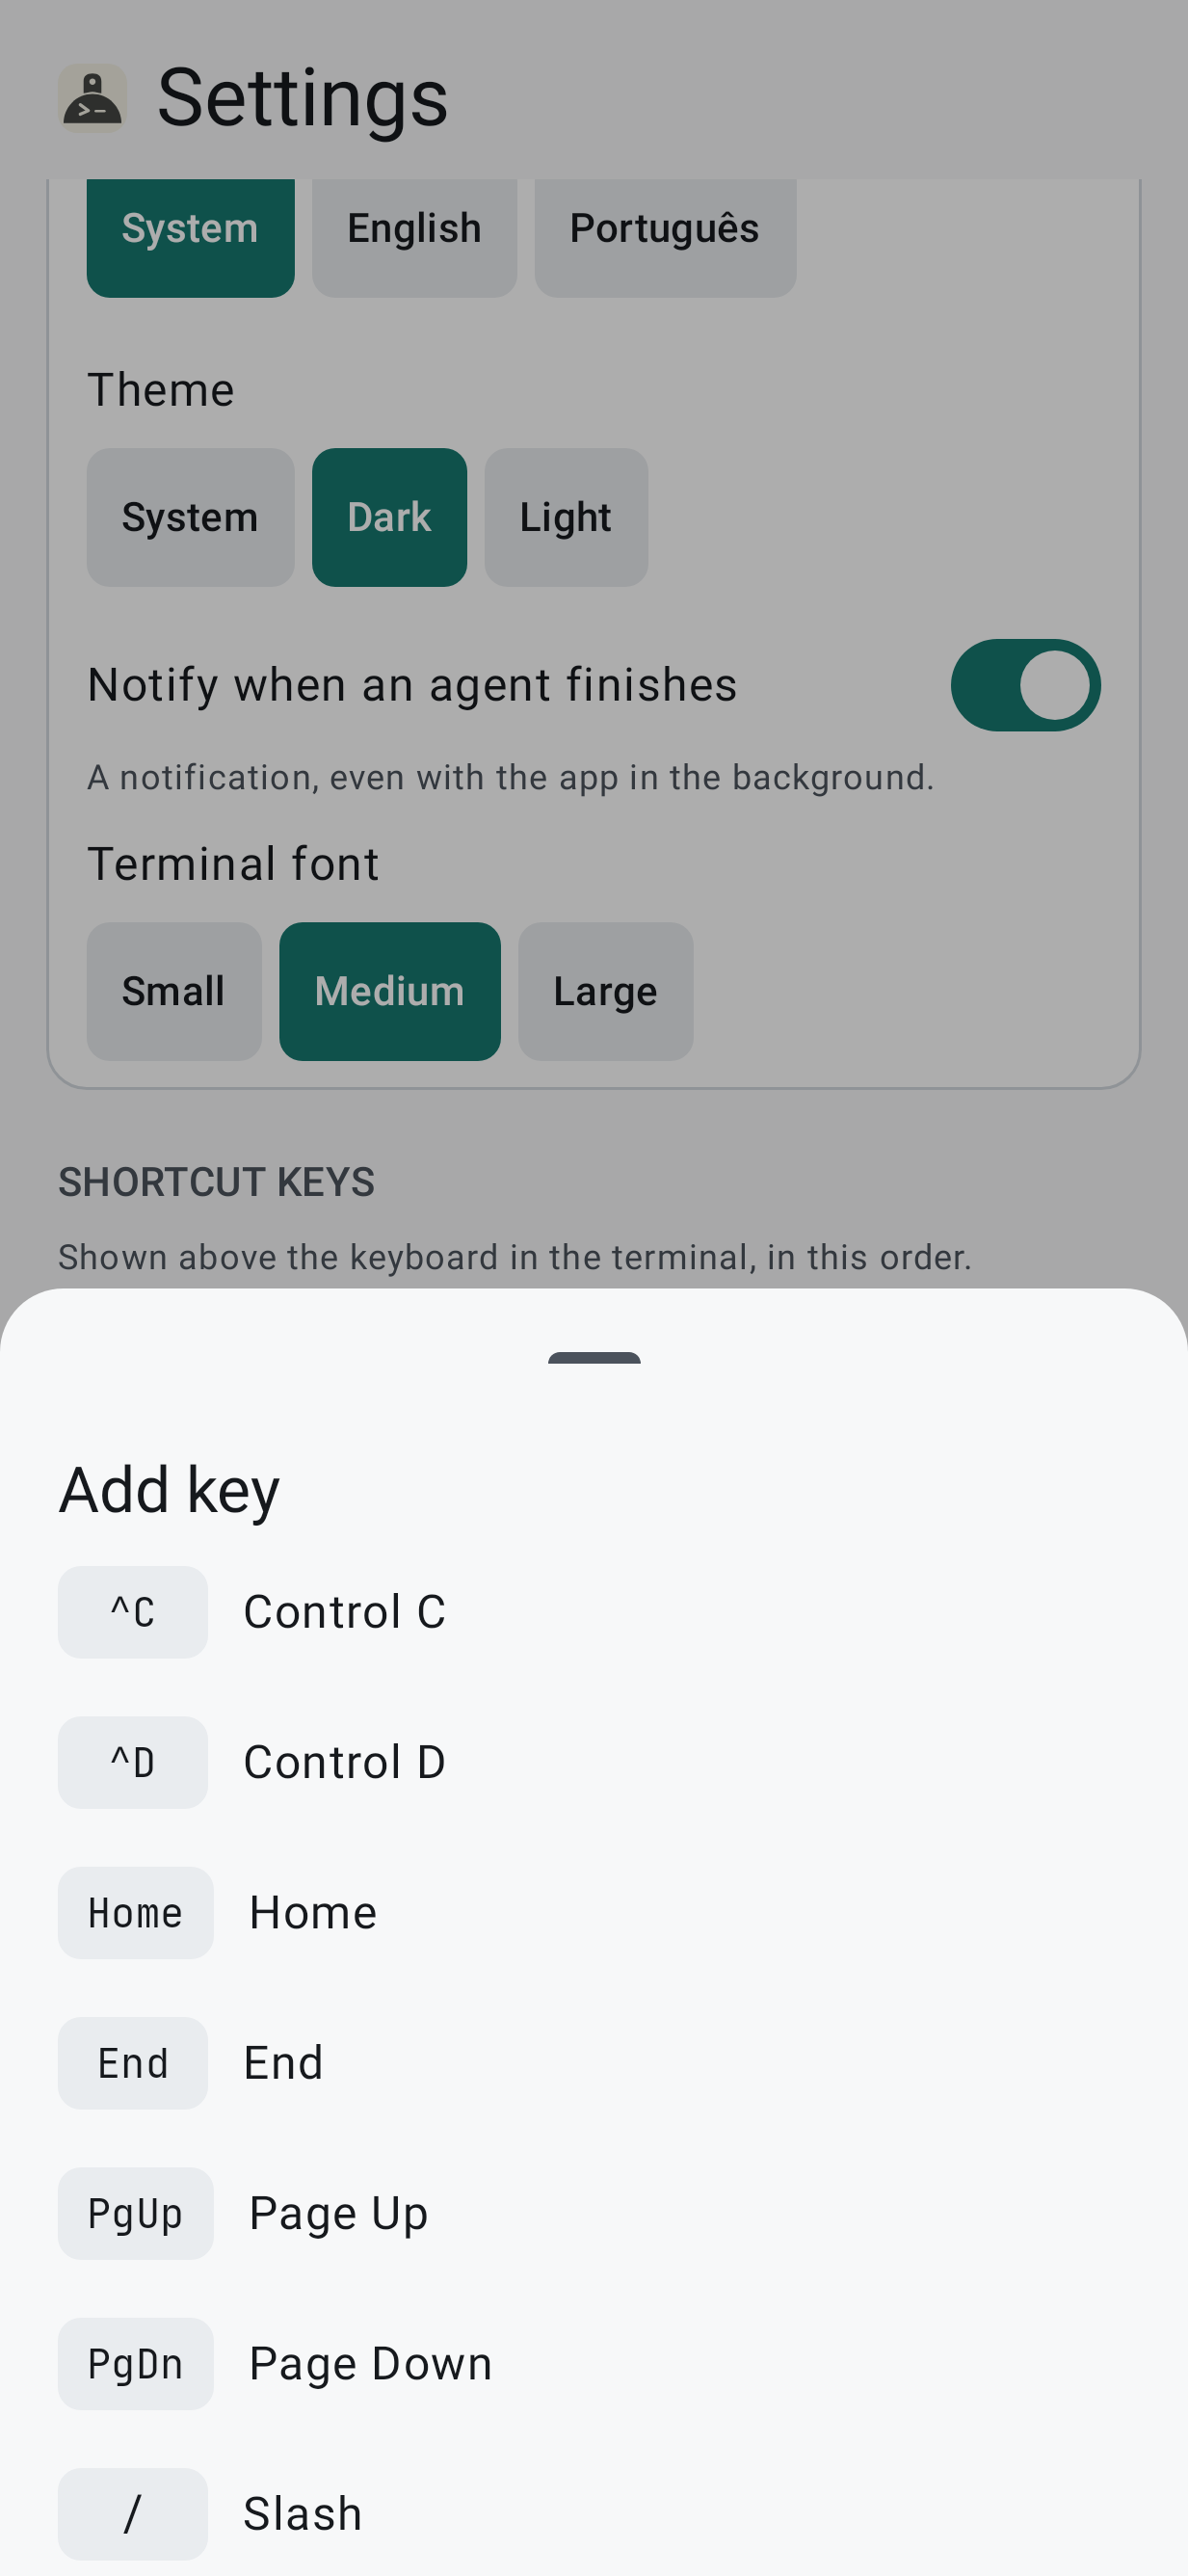 Settings
System English Português
Theme
System Dark Light
Notify when an agent finishes
A notification, even with the app in the background.
Terminal font
Small Medium Large
SHORTCUT KEYS
Shown above the keyboard in the terminal, in this order.
Add key
^C Control C
^D Control D
Home Home
End End
PgUp Page Up
PgDn Page Down
/ Slash